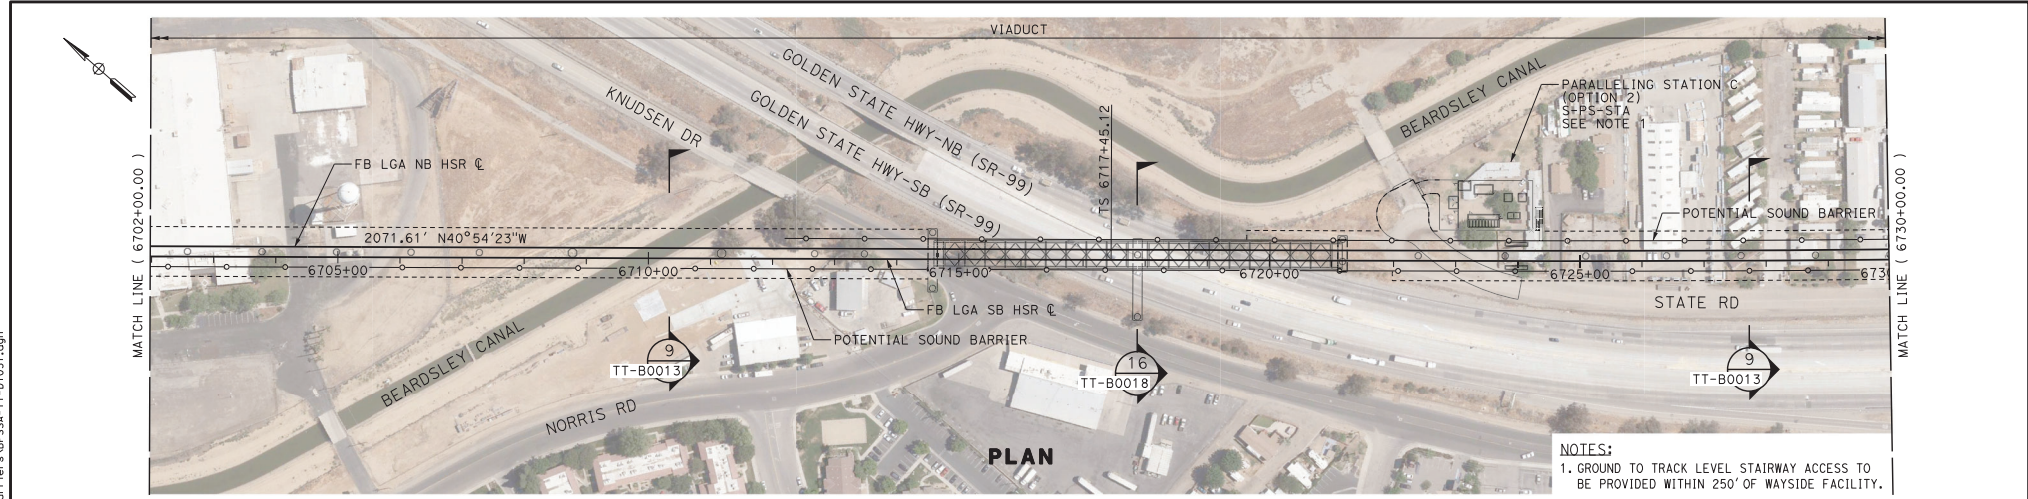 VIADUCT
GOLDEN STATE HWY-NB (SR-99)
GOLDEN STATE HWY-SB (SR-99)
KNUDSEN DR
BEARDSLEY CANAL
PARALLELING STATION C
(OPTION 2)
S-PS-STA
SEE NOTE 1
TS 6717+45.12
FB LGA NB HSR ℄
MATCH LINE ( 6702+00.00 )
MATCH LINE ( 6730+00.00 )
POTENTIAL SOUND BARRIER
2071.61' N40°54'23"W
6705+00
6710+00
6715+00
6720+00
6725+00
673
STATE RD
FB LGA SB HSR ℄
POTENTIAL SOUND BARRIER
BEARDSLEY CANAL
9
TT-B0013
16
TT-B0018
9
TT-B0013
NORRIS RD
PLAN
NOTES:
1. GROUND TO TRACK LEVEL STAIRWAY ACCESS TO
BE PROVIDED WITHIN 250' OF WAYSIDE FACILITY.